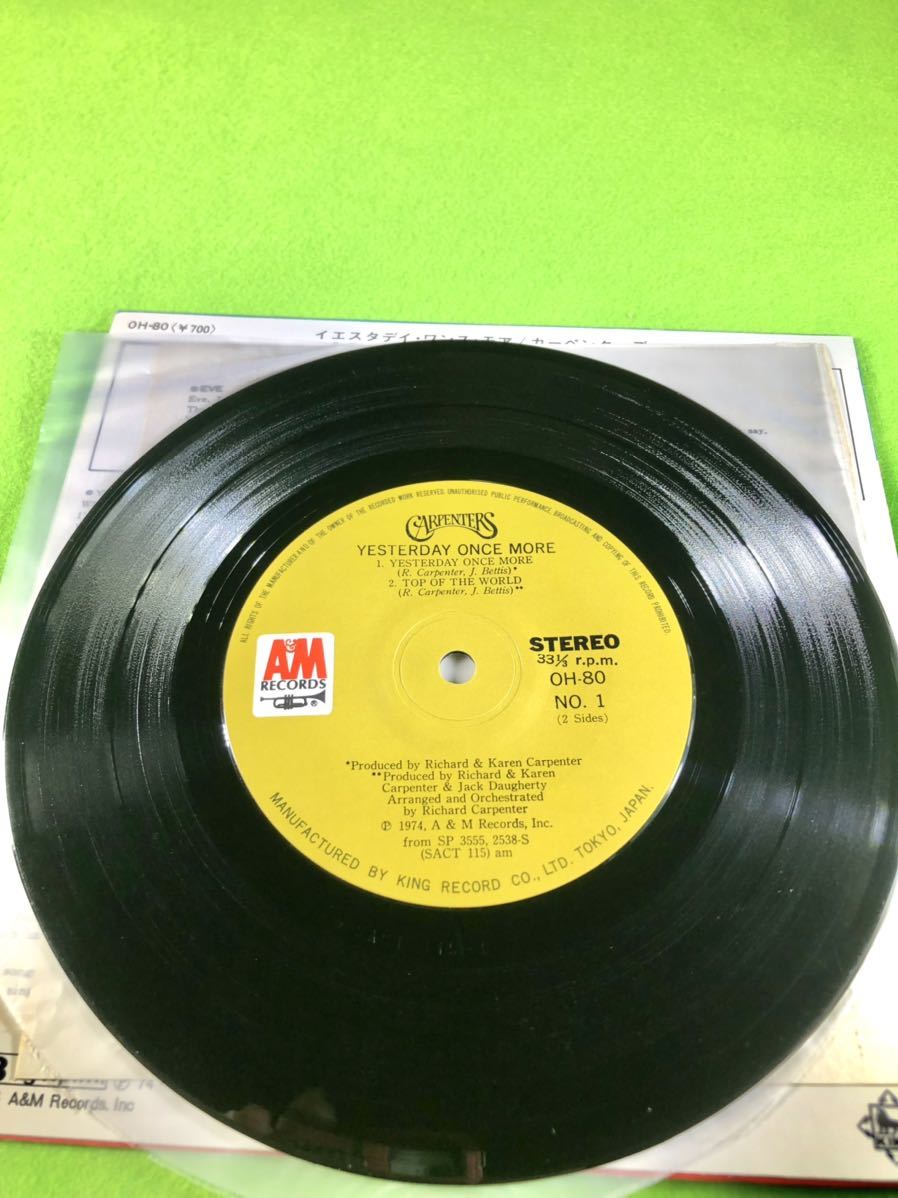 OH-80〈￥700〉
イエスタデイ・ワンス・モア/カーペンターズ
●EVE
Eve,
say.
ALL RIGHTS OF THE MANUFACTURER AND OF THE OWNER OF THE RECORDED WORK RESERVED. UNAUTHORISED PUBLIC PERFORMANCE, BROADCASTING AND COPYING OF THIS RECORD PROHIBITED.
CARPENTERS
YESTERDAY ONCE MORE
1. YESTERDAY ONCE MORE
(R. Carpenter, J. Bettis)*
2. TOP OF THE WORLD
(R. Carpenter, J. Bettis)**
A&M
RECORDS
®
STEREO
33⅓ r.p.m.
OH-80
NO. 1
(2 Sides)
*Produced by Richard & Karen Carpenter
**Produced by Richard & Karen
Carpenter & Jack Daugherty
Arranged and Orchestrated
by Richard Carpenter
℗ 1974, A & M Records, Inc.
from SP 3555, 2538-S
(SACT 115) am
MANUFACTURED BY KING RECORD CO., LTD. TOKYO, JAPAN.
song
℗ 74
A&M Records, Inc